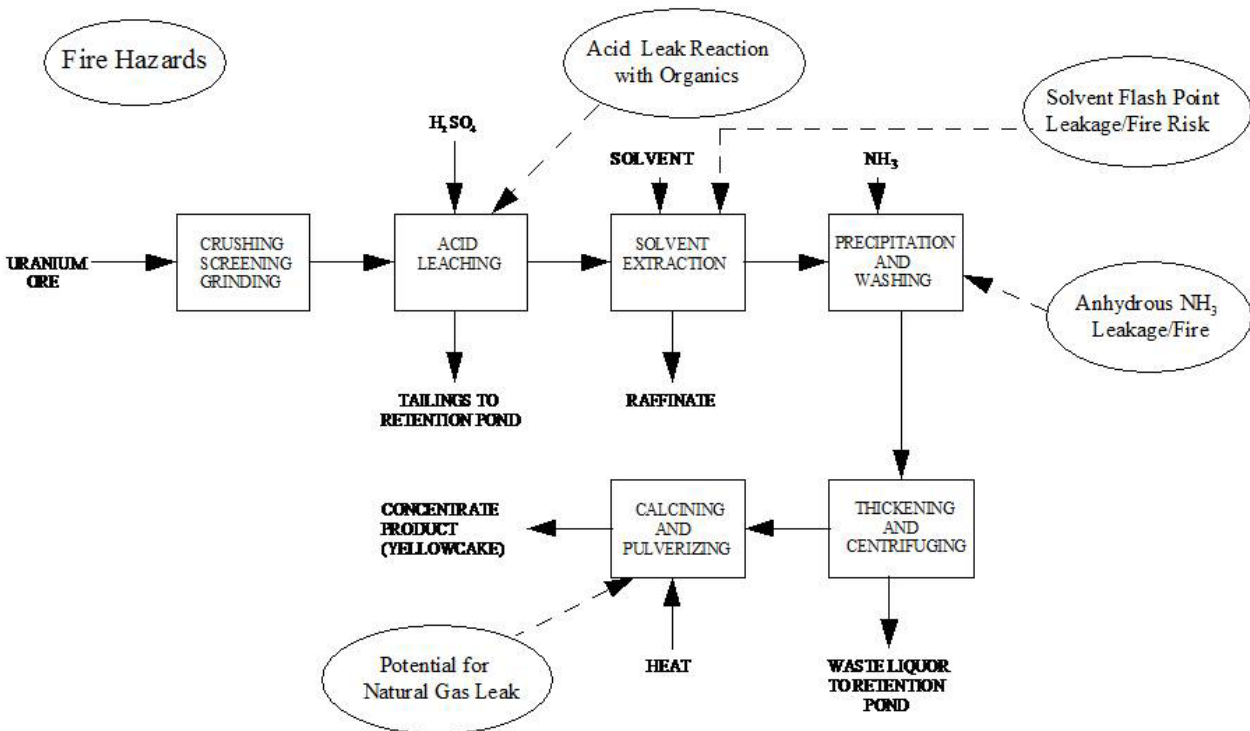 Fire Hazards
Acid Leak Reaction
with Organics
Solvent Flash Point
Leakage/Fire Risk
H₂SO₄
SOLVENT
NH₃
URANIUM
ORE
CRUSHING
SCREENING
GRINDING
ACID
LEACHING
SOLVENT
EXTRACTION
PRECIPITATION
AND
WASHING
Anhydrous NH₃
Leakage/Fire
TAILINGS TO
RETENTION POND
RAFFINATE
CONCENTRATE
PRODUCT
(YELLOWCAKE)
CALCINING
AND
PULVERIZING
THICKENING
AND
CENTRIFUGING
Potential for
Natural Gas Leak
HEAT
WASTE LIQUOR
TO RETENTION
POND